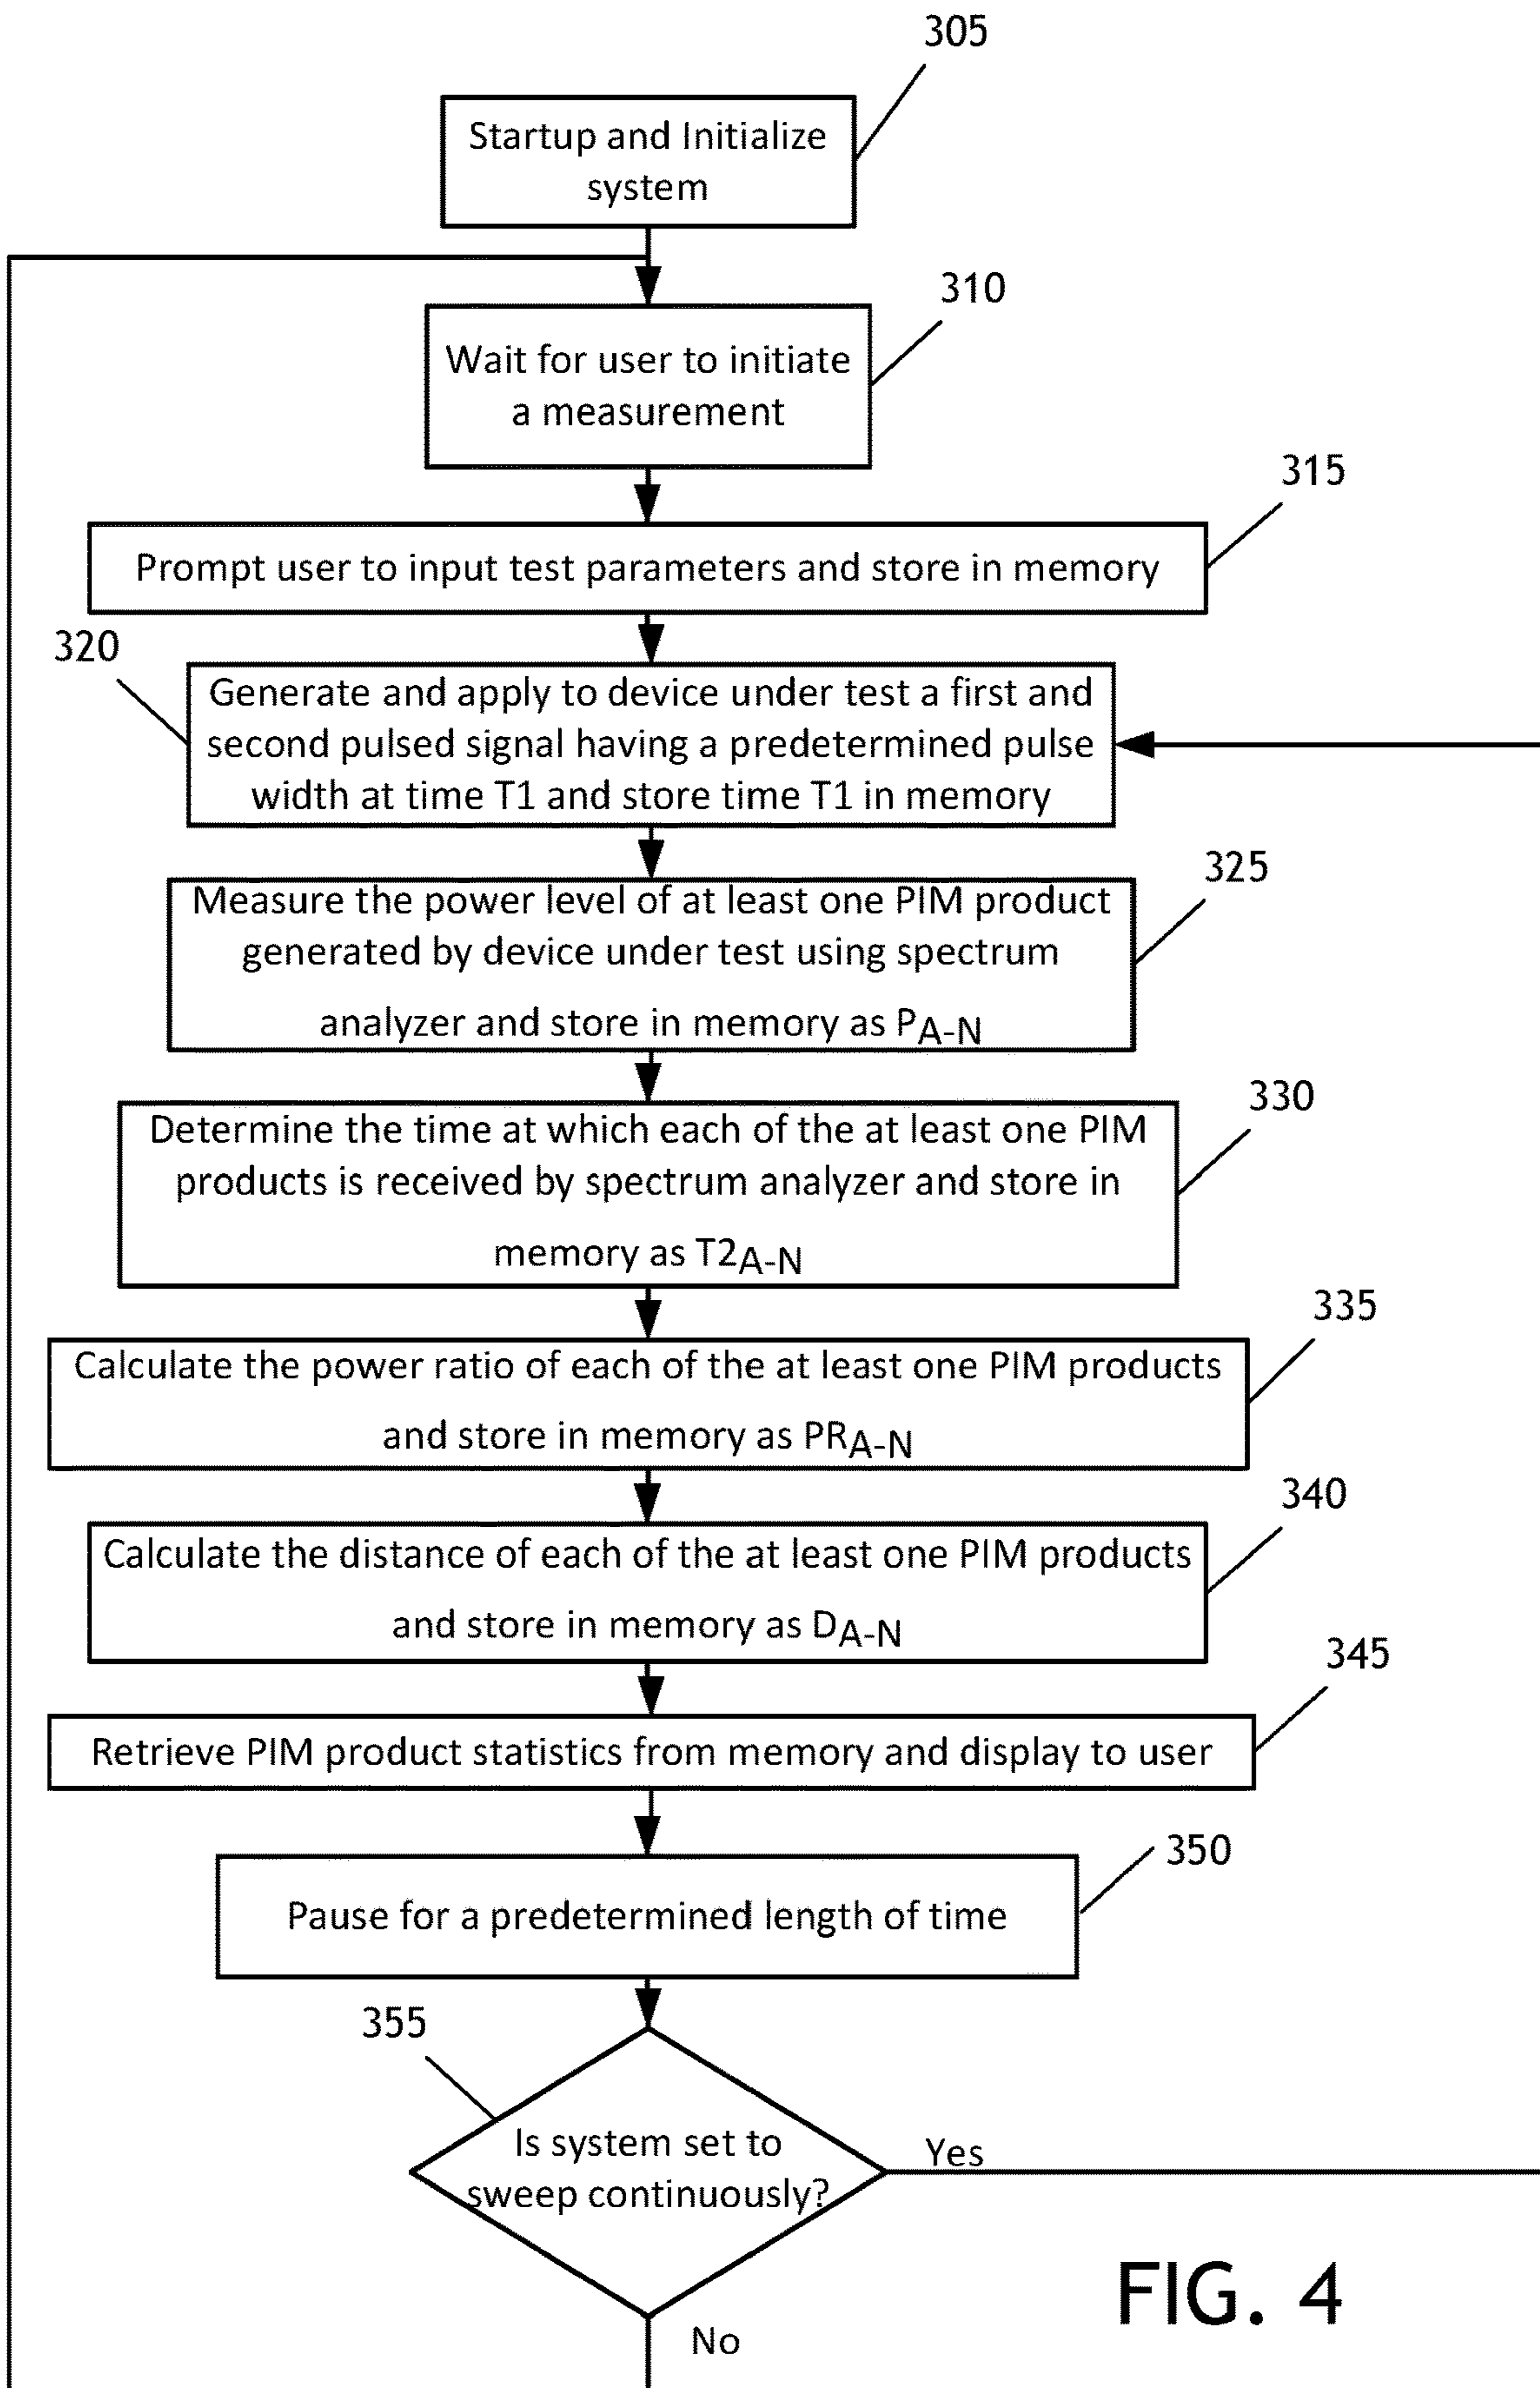 305
Startup and Initialize
system
310
Wait for user to initiate
a measurement
315
Prompt user to input test parameters and store in memory
320
Generate and apply to device under test a first and
second pulsed signal having a predetermined pulse
width at time T1 and store time T1 in memory
325
Measure the power level of at least one PIM product
generated by device under test using spectrum
analyzer and store in memory as PA-N
330
Determine the time at which each of the at least one PIM
products is received by spectrum analyzer and store in
memory as T2A-N
335
Calculate the power ratio of each of the at least one PIM products
and store in memory as PRA-N
340
Calculate the distance of each of the at least one PIM products
and store in memory as DA-N
345
Retrieve PIM product statistics from memory and display to user
350
Pause for a predetermined length of time
355
Is system set to
sweep continuously?
Yes
No
FIG. 4